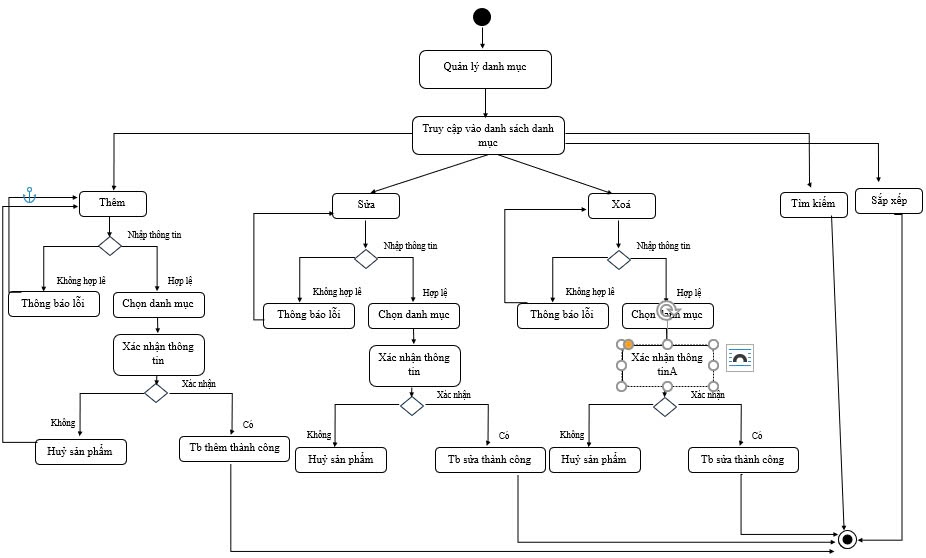 Quản lý danh mục
Truy cập vào danh sách danh
mục
Thêm
Sửa
Xoá
Tìm kiếm
Sắp xếp
Nhập thông tin
Nhập thông tin
Nhập thông tin
Không hợp lê
Hợp lệ
Không hợp lê
Hợp lệ
Không hợp lê
Hợp lệ
Thông báo lỗi
Chọn danh mục
Thông báo lỗi
Chọn danh mục
Thông báo lỗi
Chọn danh mục
Xác nhận thông
tin
Xác nhận thông
tin
Xác nhận thông
tinA
Xác nhận
Xác nhận
Xác nhận
Không
Có
Không
Có
Không
Có
Huỷ sản phẩm
Tb thêm thành công
Huỷ sản phẩm
Tb sửa thành công
Huỷ sản phẩm
Tb sửa thành công